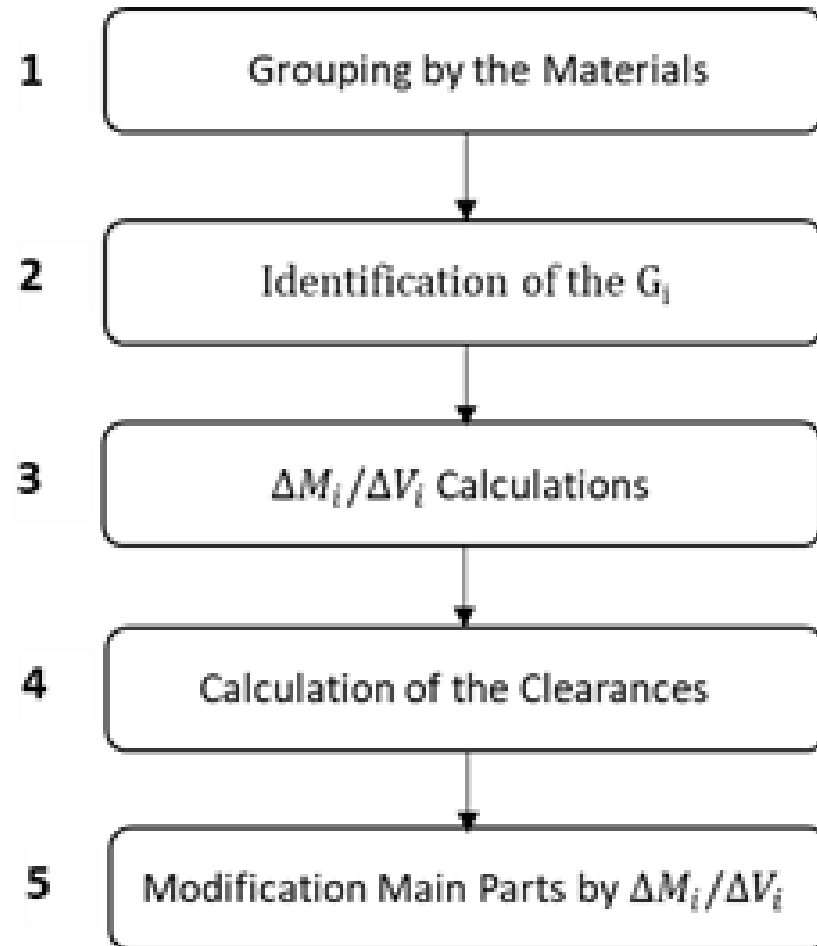 1 Grouping by the Materials
2 Identification of the Gᵢ
3 ΔMᵢ/ΔVᵢ Calculations
4 Calculation of the Clearances
5 Modification Main Parts by ΔMᵢ/ΔVᵢ